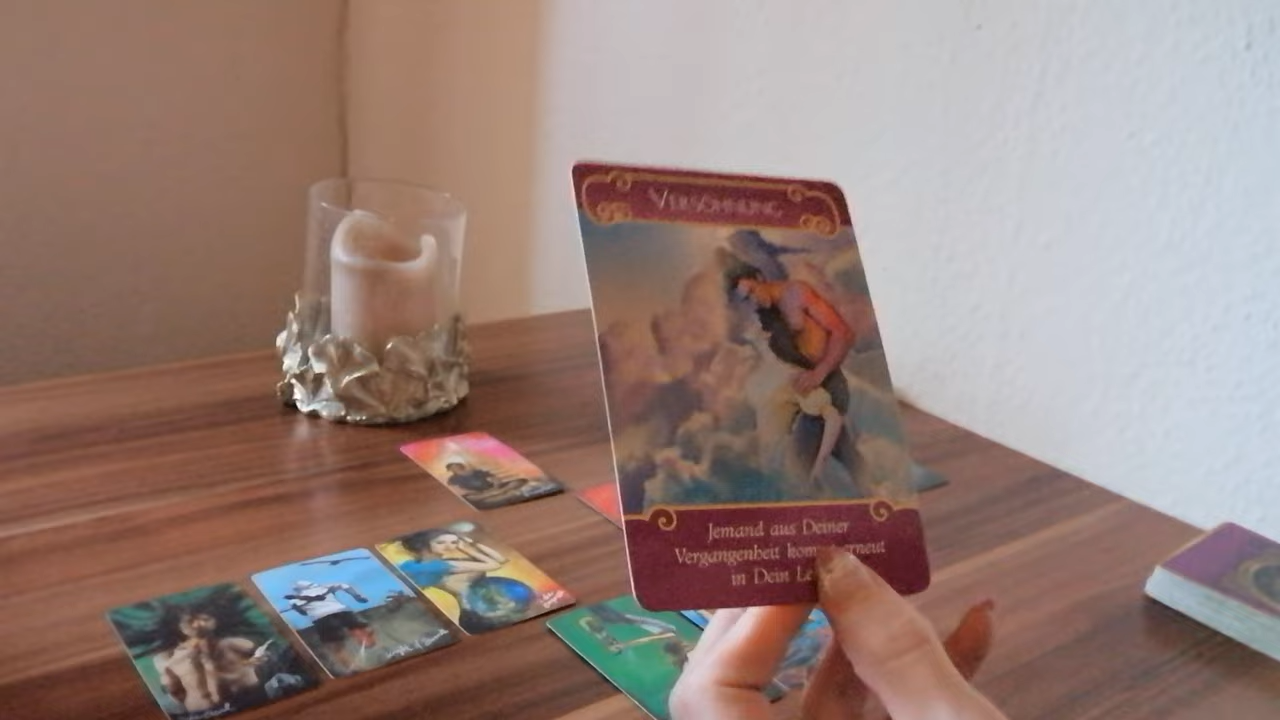 VERSÖHNUNG
Jemand aus Deiner
Vergangenheit kommt erneut
in Dein Le